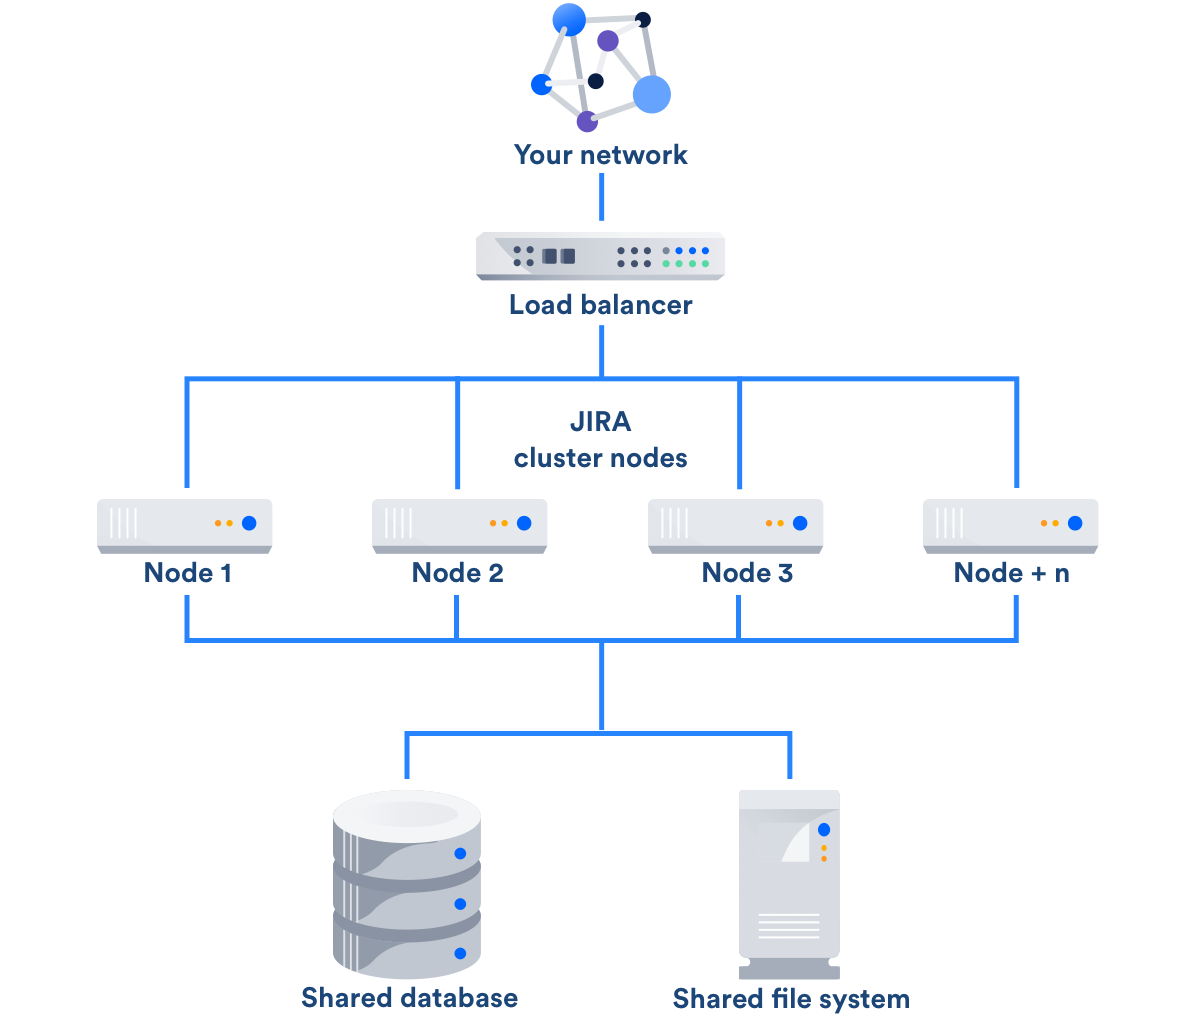 Your network
Load balancer
JIRA
cluster nodes
Node 1
Node 2
Node 3
Node + n
Shared database
Shared file system